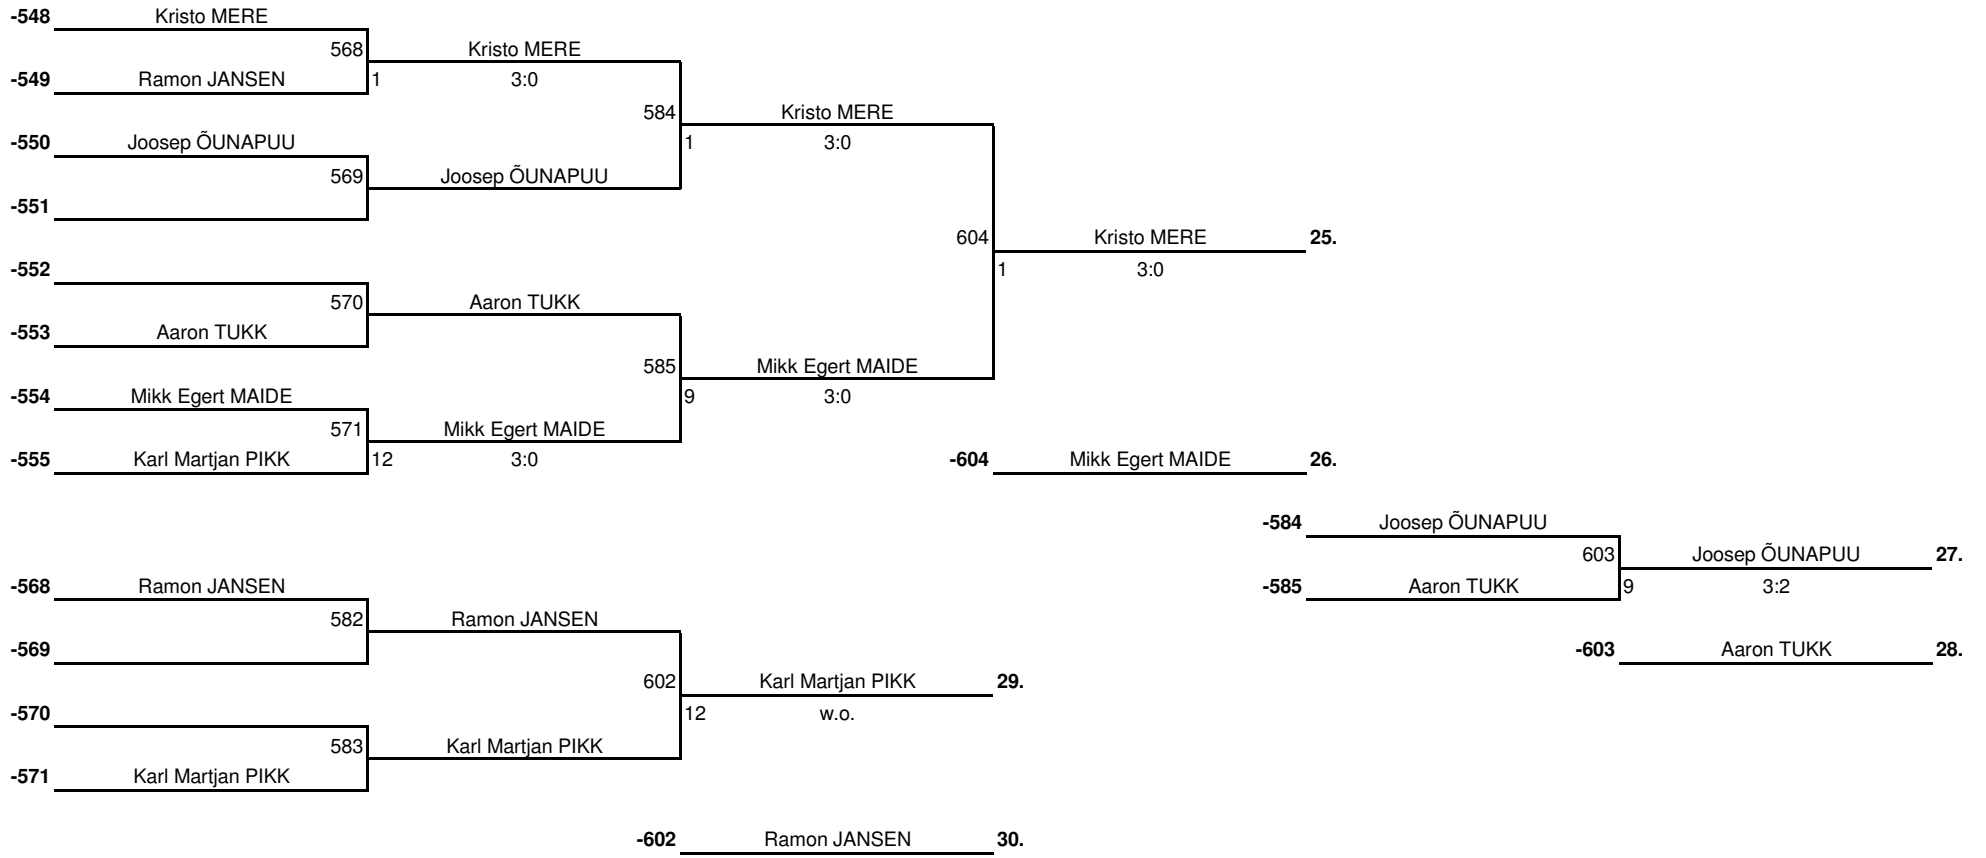 -548 Kristo MERE
568 Kristo MERE
-549 Ramon JANSEN 1 3:0
584 Kristo MERE
-550 Joosep ÕUNAPUU 1 3:0
569 Joosep ÕUNAPUU
-551
604 Kristo MERE 25.
-552 1 3:0
570 Aaron TUKK
-553 Aaron TUKK
585 Mikk Egert MAIDE
-554 Mikk Egert MAIDE 9 3:0
571 Mikk Egert MAIDE
-555 Karl Martjan PIKK 12 3:0 -604 Mikk Egert MAIDE 26.
-584 Joosep ÕUNAPUU
603 Joosep ÕUNAPUU 27.
-568 Ramon JANSEN -585 Aaron TUKK 9 3:2
582 Ramon JANSEN
-569 -603 Aaron TUKK 28.
602 Karl Martjan PIKK 29.
-570 12 w.o.
583 Karl Martjan PIKK
-571 Karl Martjan PIKK
-602 Ramon JANSEN 30.